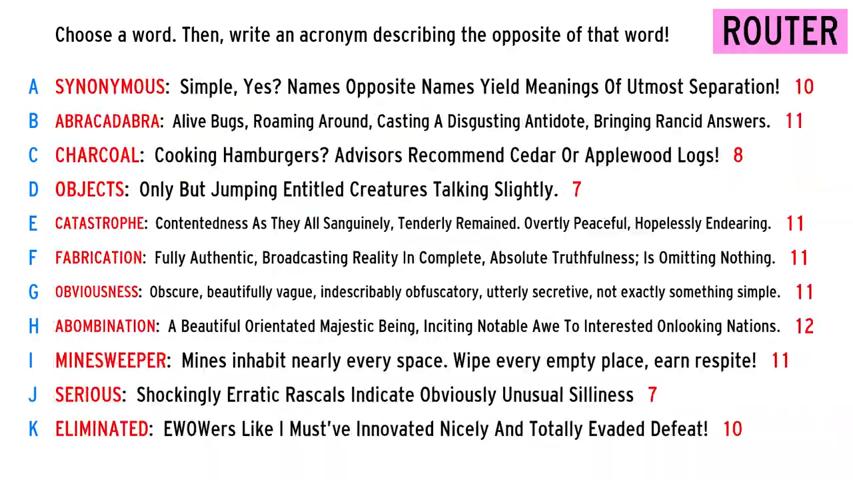 Choose a word. Then, write an acronym describing the opposite of that word!
ROUTER
A SYNONYMOUS: Simple, Yes? Names Opposite Names Yield Meanings Of Utmost Separation! 10
B ABRACADABRA: Alive Bugs, Roaming Around, Casting A Disgusting Antidote, Bringing Rancid Answers. 11
C CHARCOAL: Cooking Hamburgers? Advisors Recommend Cedar Or Applewood Logs! 8
D OBJECTS: Only But Jumping Entitled Creatures Talking Slightly. 7
E CATASTROPHE: Contentedness As They All Sanguinely, Tenderly Remained. Overtly Peaceful, Hopelessly Endearing. 11
F FABRICATION: Fully Authentic, Broadcasting Reality In Complete, Absolute Truthfulness; Is Omitting Nothing. 11
G OBVIOUSNESS: Obscure, beautifully vague, indescribably obfuscatory, utterly secretive, not exactly something simple. 11
H ABOMBINATION: A Beautiful Orientated Majestic Being, Inciting Notable Awe To Interested Onlooking Nations. 12
I MINESWEEPER: Mines inhabit nearly every space. Wipe every empty place, earn respite! 11
J SERIOUS: Shockingly Erratic Rascals Indicate Obviously Unusual Silliness 7
K ELIMINATED: EWOWers Like I Must've Innovated Nicely And Totally Evaded Defeat! 10